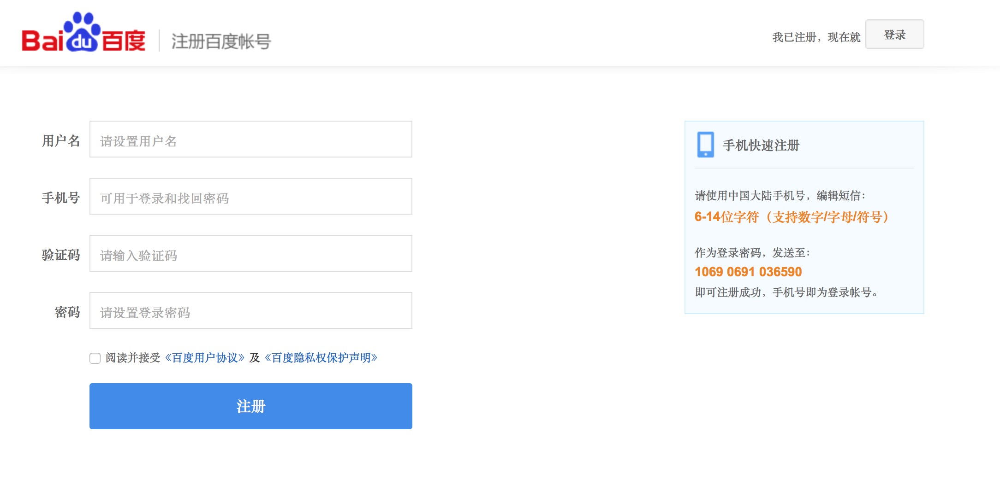 Baidu百度 注册百度帐号
我已注册，现在就 登录
用户名 请设置用户名
手机号 可用于登录和找回密码
验证码 请输入验证码
密码 请设置登录密码
阅读并接受《百度用户协议》及《百度隐私权保护声明》
注册
手机快速注册
请使用中国大陆手机号，编辑短信：
6-14位字符（支持数字/字母/符号）
作为登录密码，发送至：
1069 0691 036590
即可注册成功，手机号即为登录帐号。